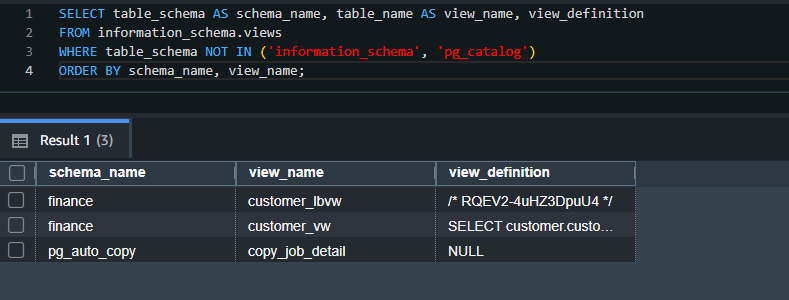 1 SELECT table_schema AS schema_name, table_name AS view_name, view_definition
2 FROM information_schema.views
3 WHERE table_schema NOT IN ('information_schema', 'pg_catalog')
4 ORDER BY schema_name, view_name;
Result 1 (3)
schema_name view_name view_definition
finance customer_lbvw /* RQEV2-4uHZ3DpuU4 */
finance customer_vw SELECT customer.custo...
pg_auto_copy copy_job_detail NULL